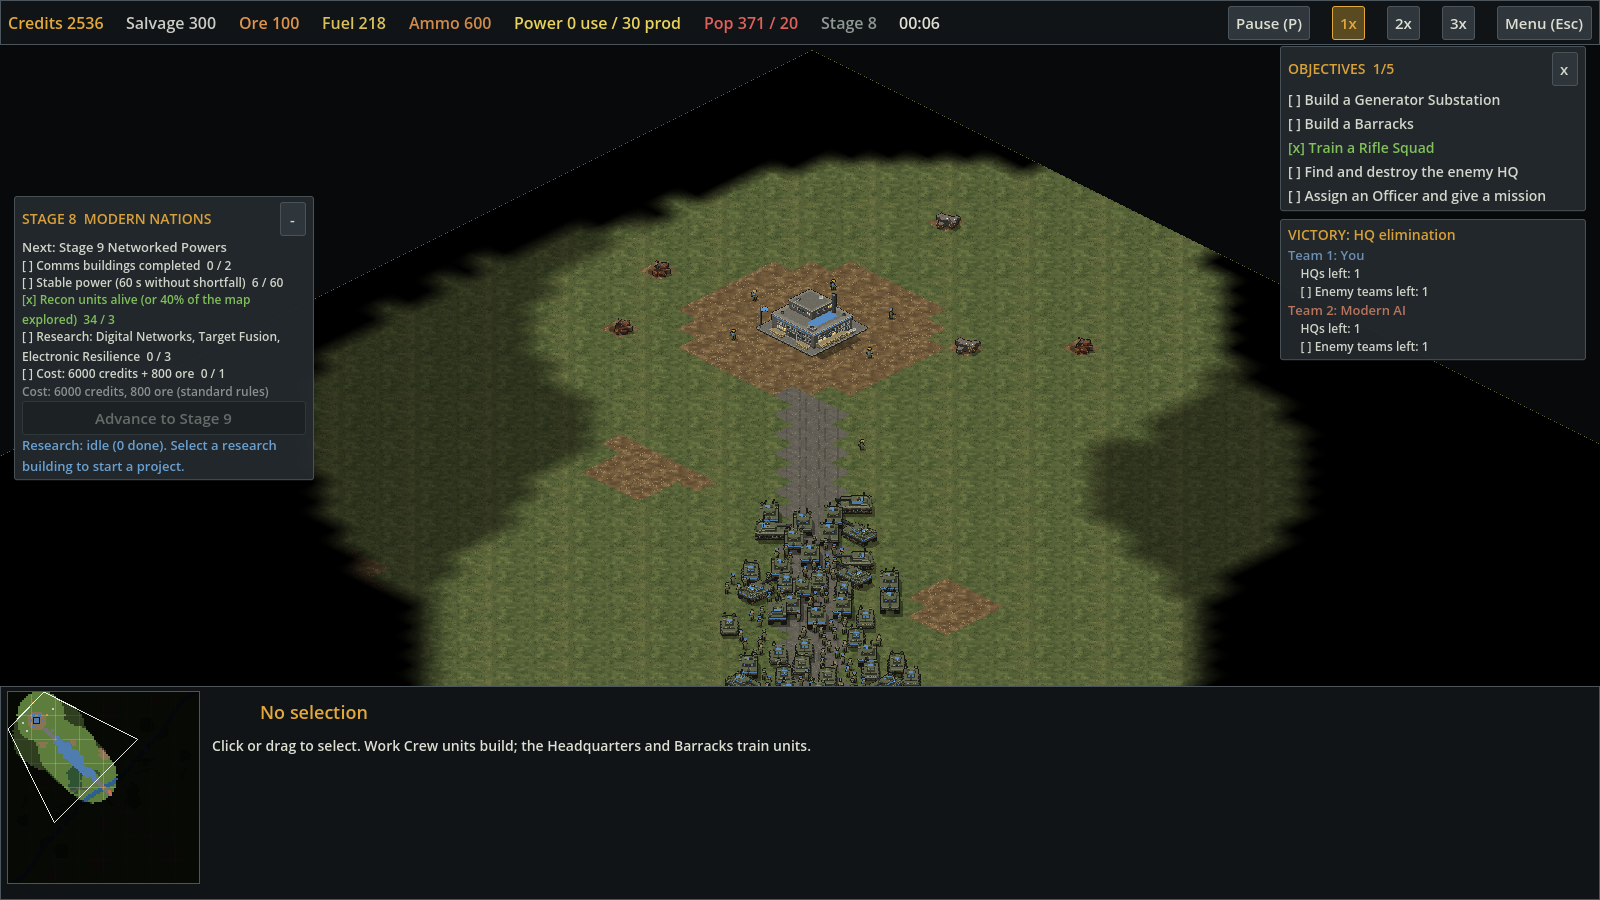 Credits 2536 Salvage 300 Ore 100 Fuel 218 Ammo 600 Power 0 use / 30 prod Pop 371 / 20 Stage 8 00:06 Pause (P) 1x 2x 3x Menu (Esc)
OBJECTIVES 1/5 x
[ ] Build a Generator Substation
[ ] Build a Barracks
[x] Train a Rifle Squad
[ ] Find and destroy the enemy HQ
[ ] Assign an Officer and give a mission
VICTORY: HQ elimination
Team 1: You
HQs left: 1
[ ] Enemy teams left: 1
Team 2: Modern AI
HQs left: 1
[ ] Enemy teams left: 1
STAGE 8 MODERN NATIONS -
Next: Stage 9 Networked Powers
[ ] Comms buildings completed 0 / 2
[ ] Stable power (60 s without shortfall) 6 / 60
[x] Recon units alive (or 40% of the map
explored) 34 / 3
[ ] Research: Digital Networks, Target Fusion,
Electronic Resilience 0 / 3
[ ] Cost: 6000 credits + 800 ore 0 / 1
Cost: 6000 credits, 800 ore (standard rules)
Advance to Stage 9
Research: idle (0 done). Select a research
building to start a project.
No selection
Click or drag to select. Work Crew units build; the Headquarters and Barracks train units.